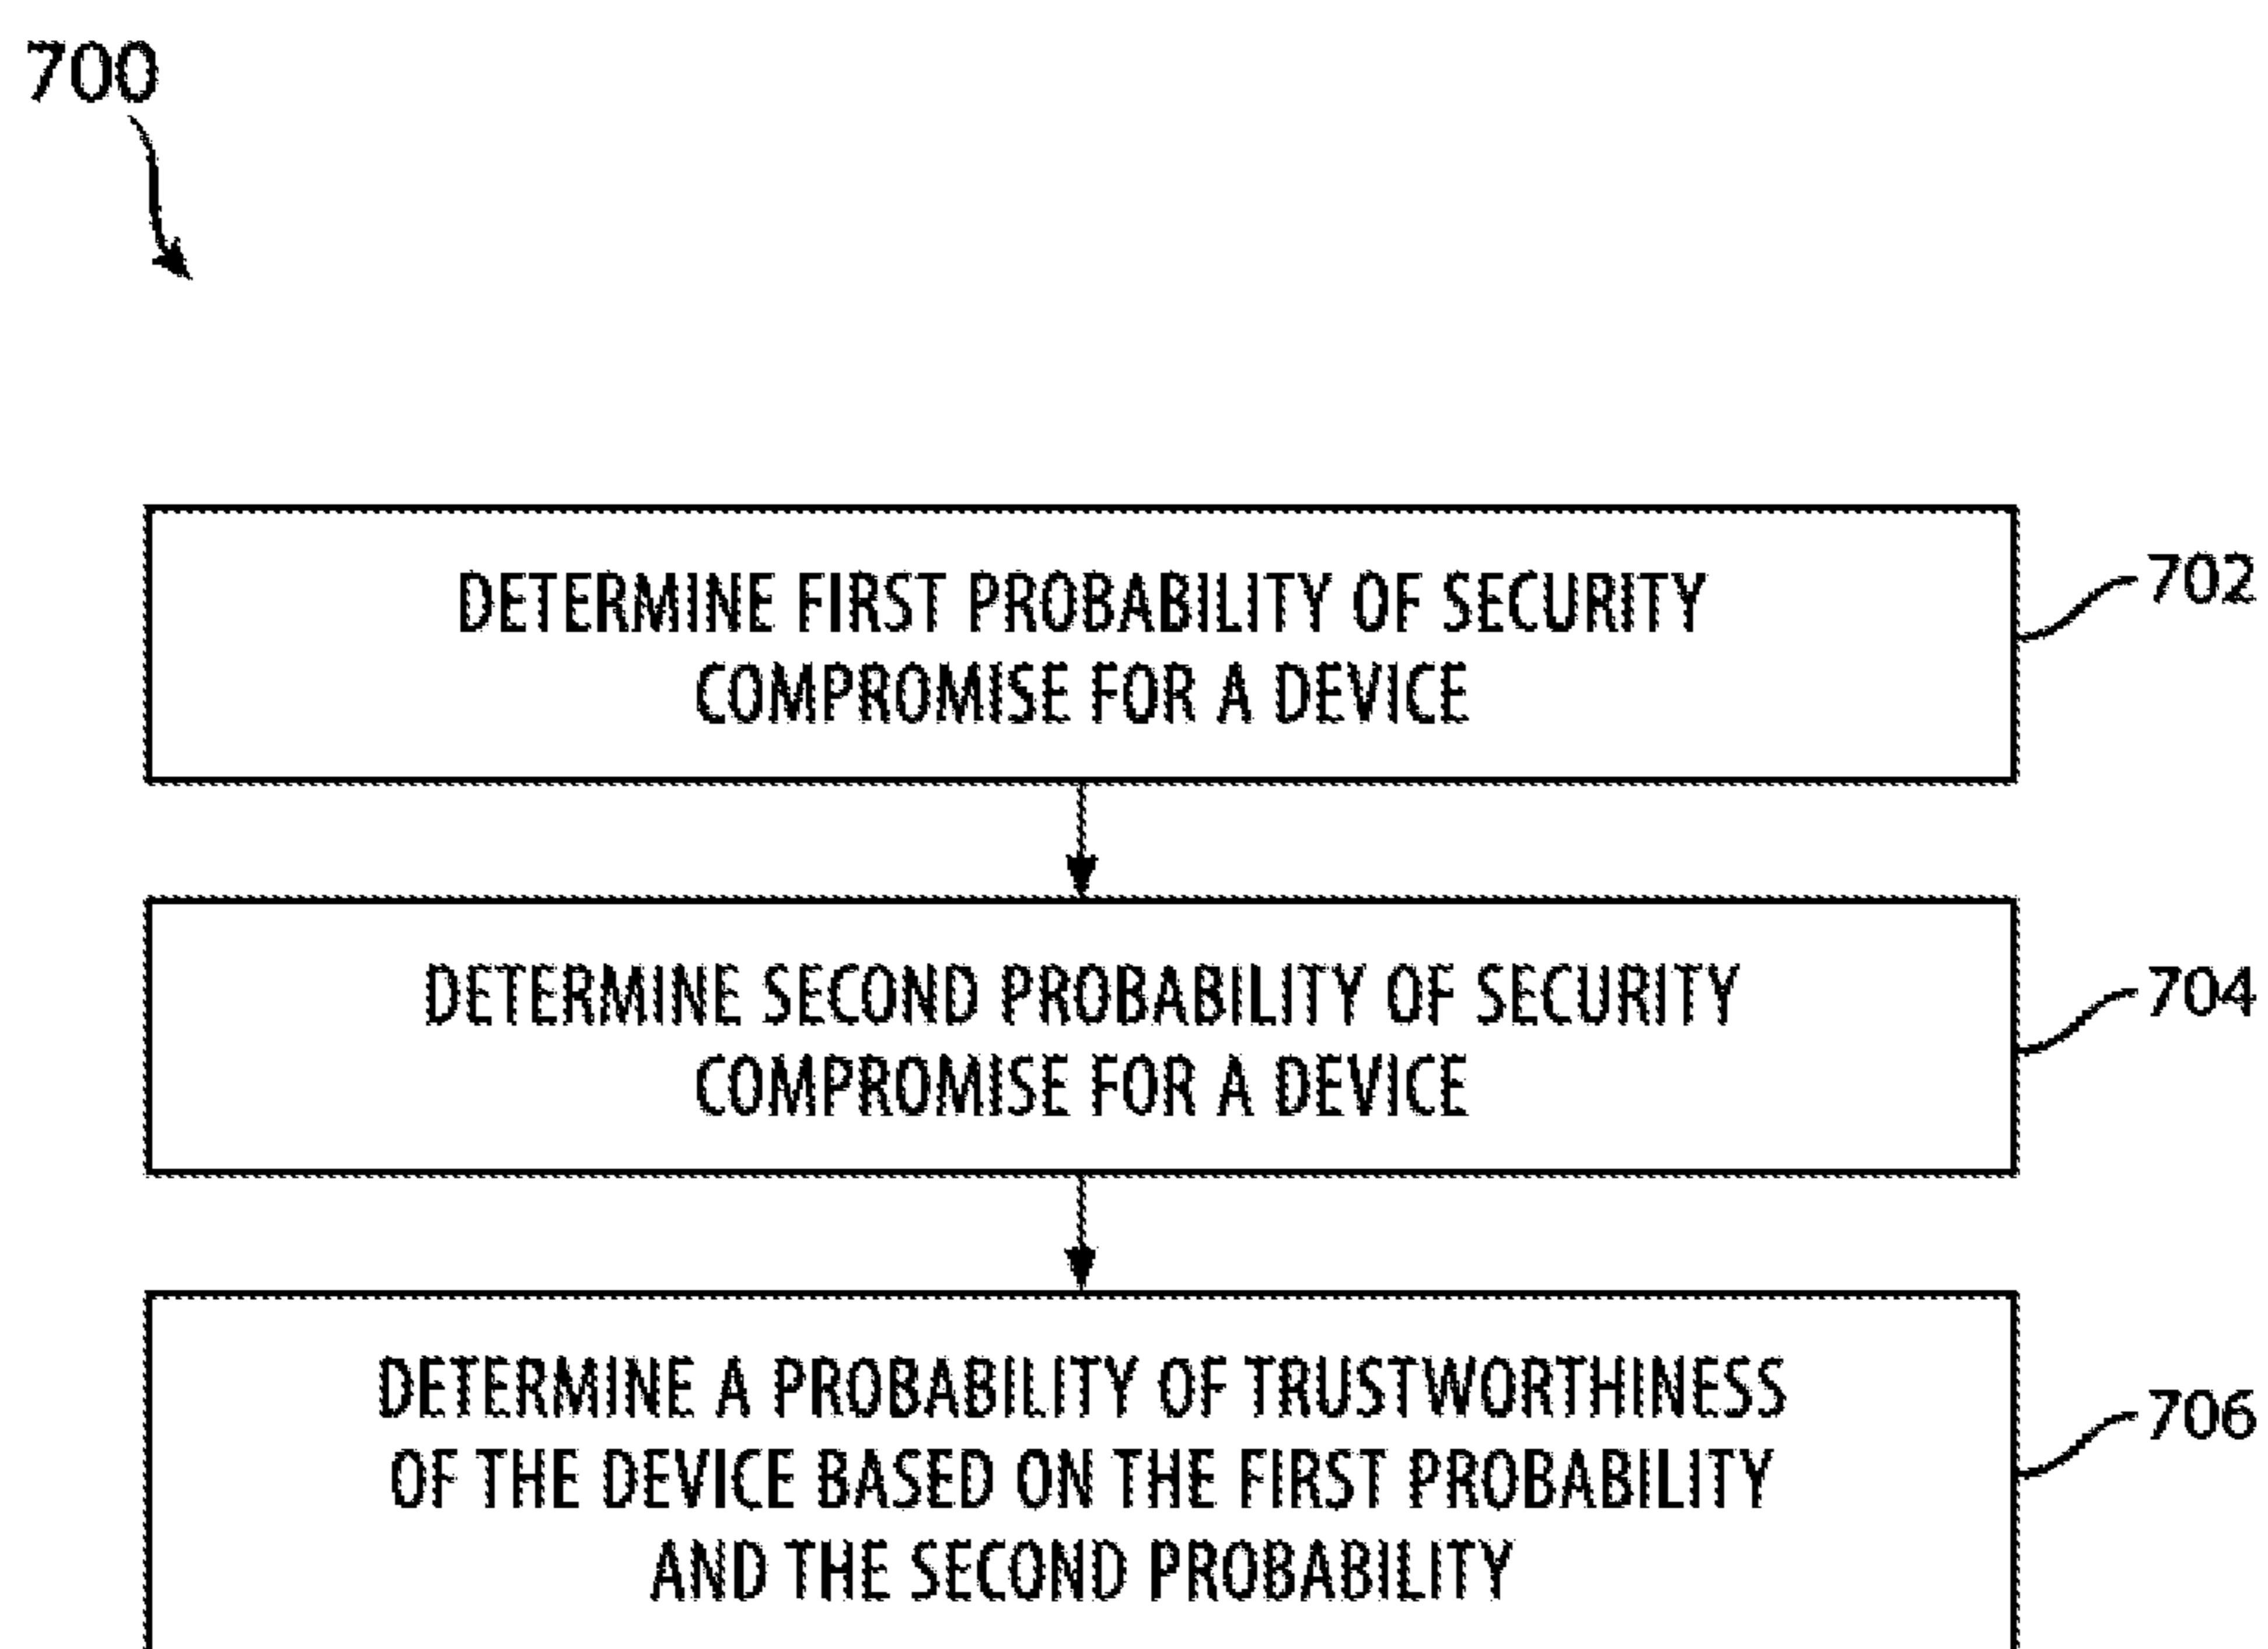 700
DETERMINE FIRST PROBABILITY OF SECURITY
COMPROMISE FOR A DEVICE
702
DETERMINE SECOND PROBABILITY OF SECURITY
COMPROMISE FOR A DEVICE
704
DETERMINE A PROBABILITY OF TRUSTWORTHINESS
OF THE DEVICE BASED ON THE FIRST PROBABILITY
AND THE SECOND PROBABILITY
706